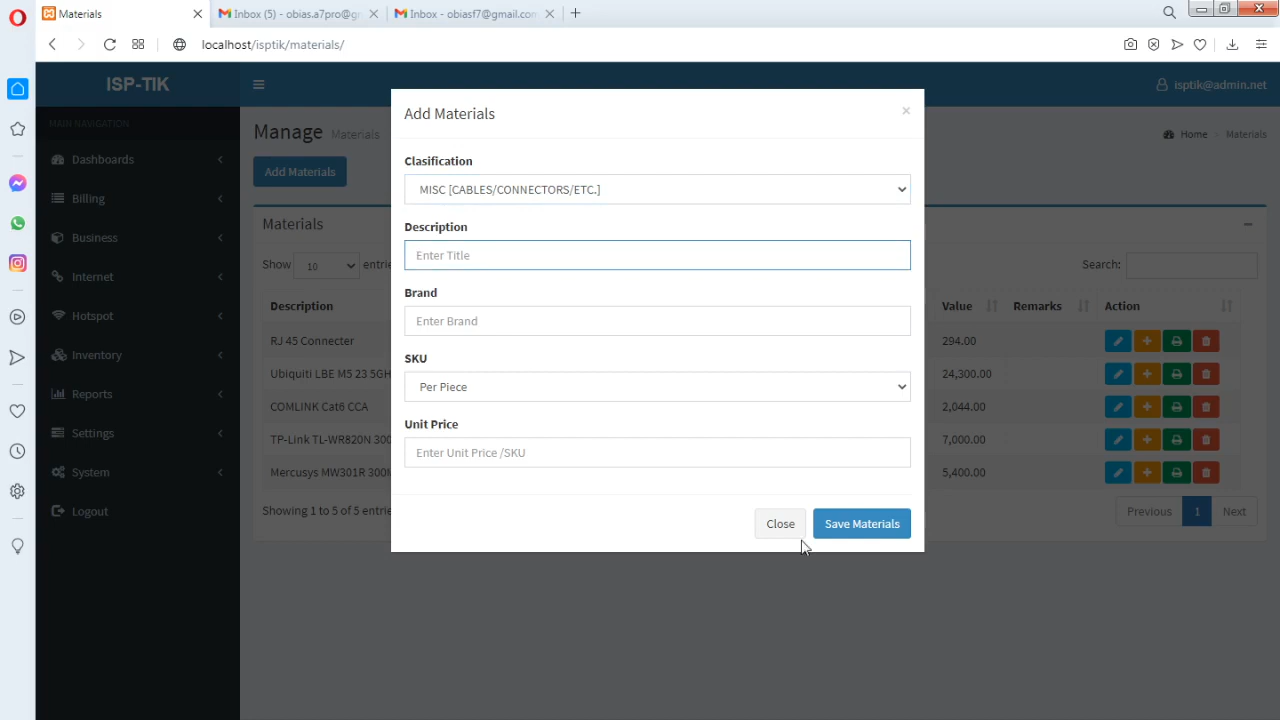 Materials
Inbox (5) - obias.a7pro@gr
Inbox - obiasf7@gmail.com
localhost/isptik/materials/
ISP-TIK
isptik@admin.net
MAIN NAVIGATION
Dashboards
Billing
Business
Internet
Hotspot
Inventory
Reports
Settings
System
Logout
Manage Materials
Home - Materials
Add Materials
Materials
Show 10 entrie
Search:
Description Value Remarks Action
RJ 45 Connecter 294.00
Ubiquiti LBE M5 23 5GH 24,300.00
COMLINK Cat6 CCA 2,044.00
TP-Link TL-WR820N 300 7,000.00
Mercusys MW301R 300M 5,400.00
Showing 1 to 5 of 5 entrie
Previous 1 Next
Add Materials ×
Clasification
MISC [CABLES/CONNECTORS/ETC.]
Description
Enter Title
Brand
Enter Brand
SKU
Per Piece
Unit Price
Enter Unit Price /SKU
Close Save Materials